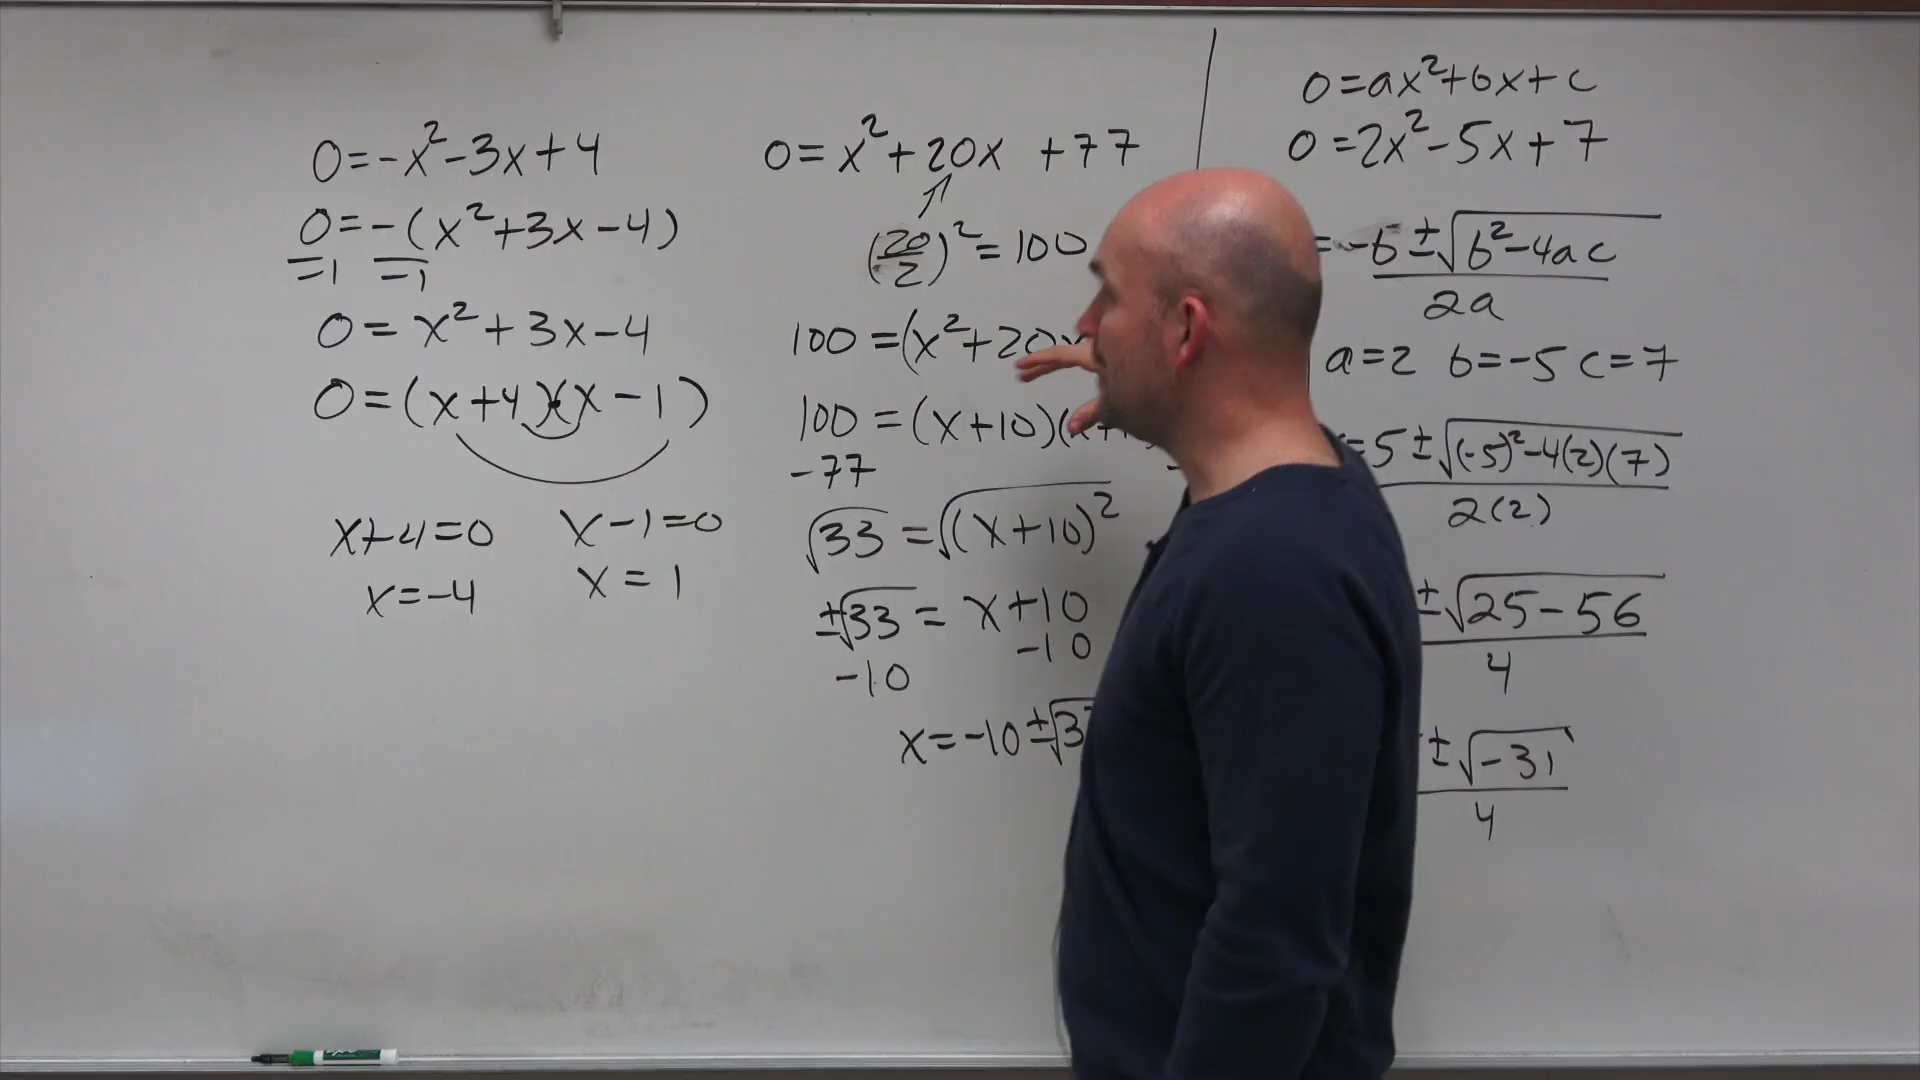 0=-x²-3x+4
0=-(x²+3x-4)
-1 -1
0=x²+3x-4
0=(x+4)(x-1)
x+4=0 x-1=0
x=-4 x=1
0=x²+20x +77
(20/2)²=100
100=(x²+20x
100=(x+10)(x+
-77
√33=√(x+10)²
±√33=x+10
-10 -10
x=-10±√3
0=ax²+bx+c
0=2x²-5x+7
=-b±√b²-4ac
2a
a=2 b=-5 c=7
=5±√(-5)²-4(2)(7)
2(2)
±√25-56
4
±√-31
4